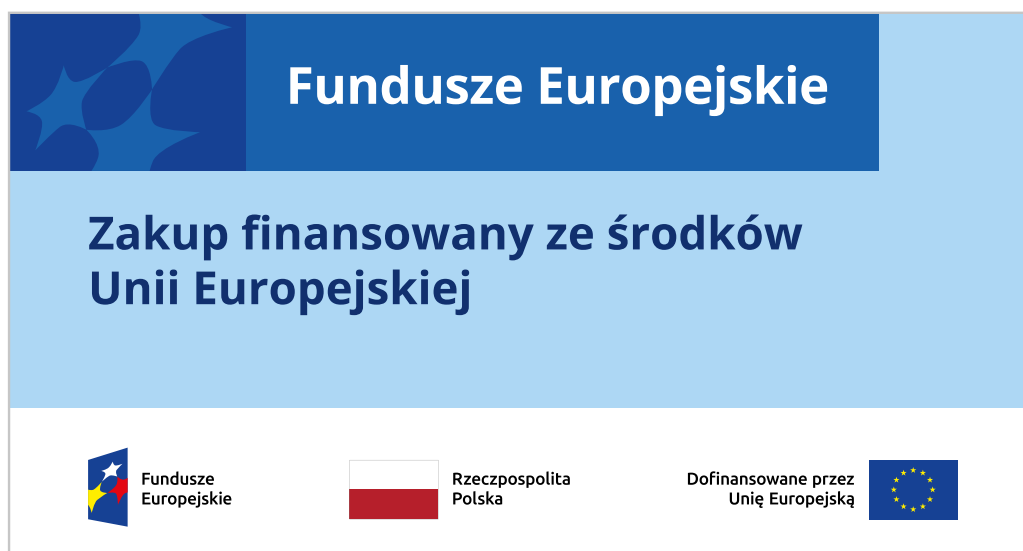 Fundusze Europejskie
Zakup finansowany ze środków
Unii Europejskiej
Fundusze
Europejskie
Rzeczpospolita
Polska
Dofinansowane przez
Unię Europejską